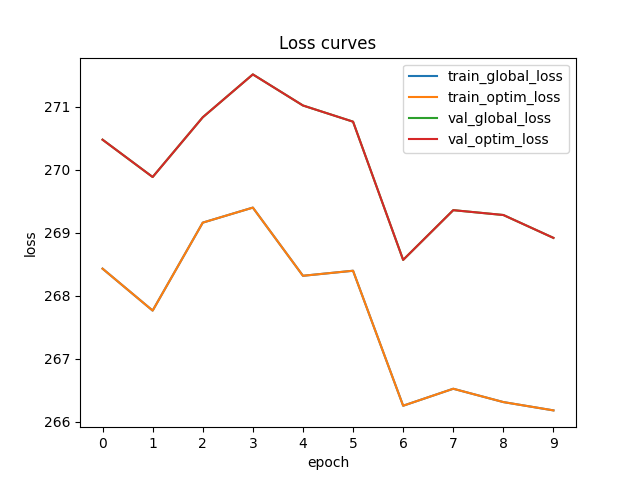 Loss curves
train_global_loss
train_optim_loss
val_global_loss
val_optim_loss
271
270
269
268
267
266
loss
0 1 2 3 4 5 6 7 8 9
epoch